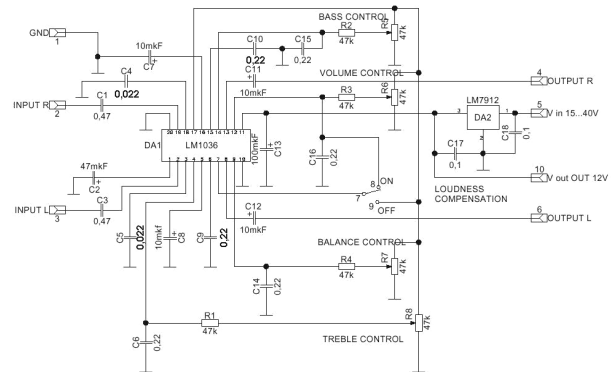 BASS CONTROL
GND
1
10mkF
+
C7
C4
0,022
INPUT R
2
C1
0,47
C10
0,22
C15
0,22
R2
47k
R5
47k
C11
+
10mkF
VOLUME CONTROL
R3
47k
R6
47k
4
OUTPUT R
LM7912
DA2
3
1
5
V in 15...40V
C17
0,1
C18
0,1
20 19 18 17 16 15 14 13 12 11
DA1
LM1036
1 2 3 4 5 6 7 8 9 10
100mkF
+
C13
C16
0,22
47mkF
+
C2
C3
0,47
INPUT L
3
8
ON
7
9
OFF
10
V out OUT 12V
LOUDNESS
COMPENSATION
C5
0,022
10mkf
+
C8
C9
0,22
C12
+
10mkF
6
OUTPUT L
BALANCE CONTROL
R4
47k
R7
47k
C14
0,22
R1
47k
R8
47k
C6
0,22
TREBLE CONTROL